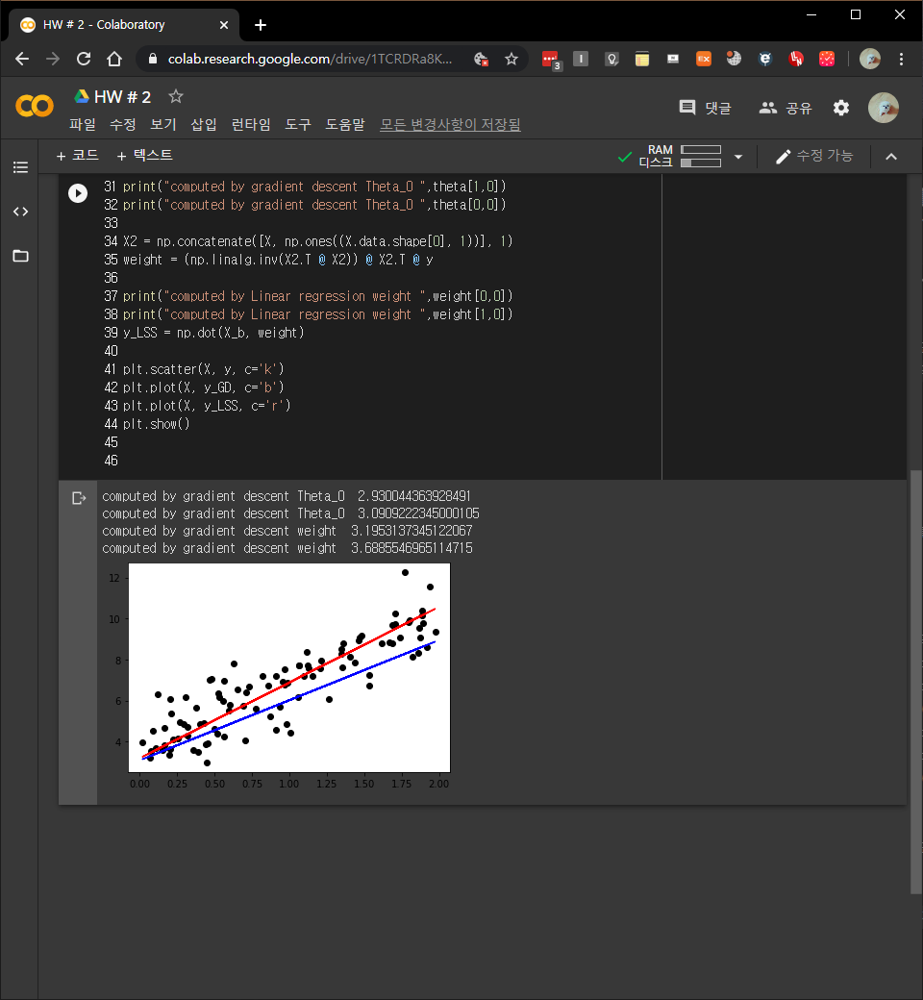 HW # 2 - Colaboratory
colab.research.google.com/drive/1TCRDRa8K...
3
EX
HW # 2
댓글
공유
파일 수정 보기 삽입 런타임 도구 도움말 모든 변경사항이 저장됨
+ 코드 + 텍스트
RAM
디스크
수정 가능
31 print("computed by gradient descent Theta_0 ",theta[1,0])
32 print("computed by gradient descent Theta_0 ",theta[0,0])
33
34 X2 = np.concatenate([X, np.ones((X.data.shape[0], 1))], 1)
35 weight = (np.linalg.inv(X2.T @ X2)) @ X2.T @ y
36
37 print("computed by Linear regression weight ",weight[0,0])
38 print("computed by Linear regression weight ",weight[1,0])
39 y_LSS = np.dot(X_b, weight)
40
41 plt.scatter(X, y, c='k')
42 plt.plot(X, y_GD, c='b')
43 plt.plot(X, y_LSS, c='r')
44 plt.show()
45
46
computed by gradient descent Theta_0  2.930044363928491
computed by gradient descent Theta_0  3.0909222345000105
computed by gradient descent weight  3.1953137345122067
computed by gradient descent weight  3.6885546965114715
12
10
8
6
4
0.00 0.25 0.50 0.75 1.00 1.25 1.50 1.75 2.00